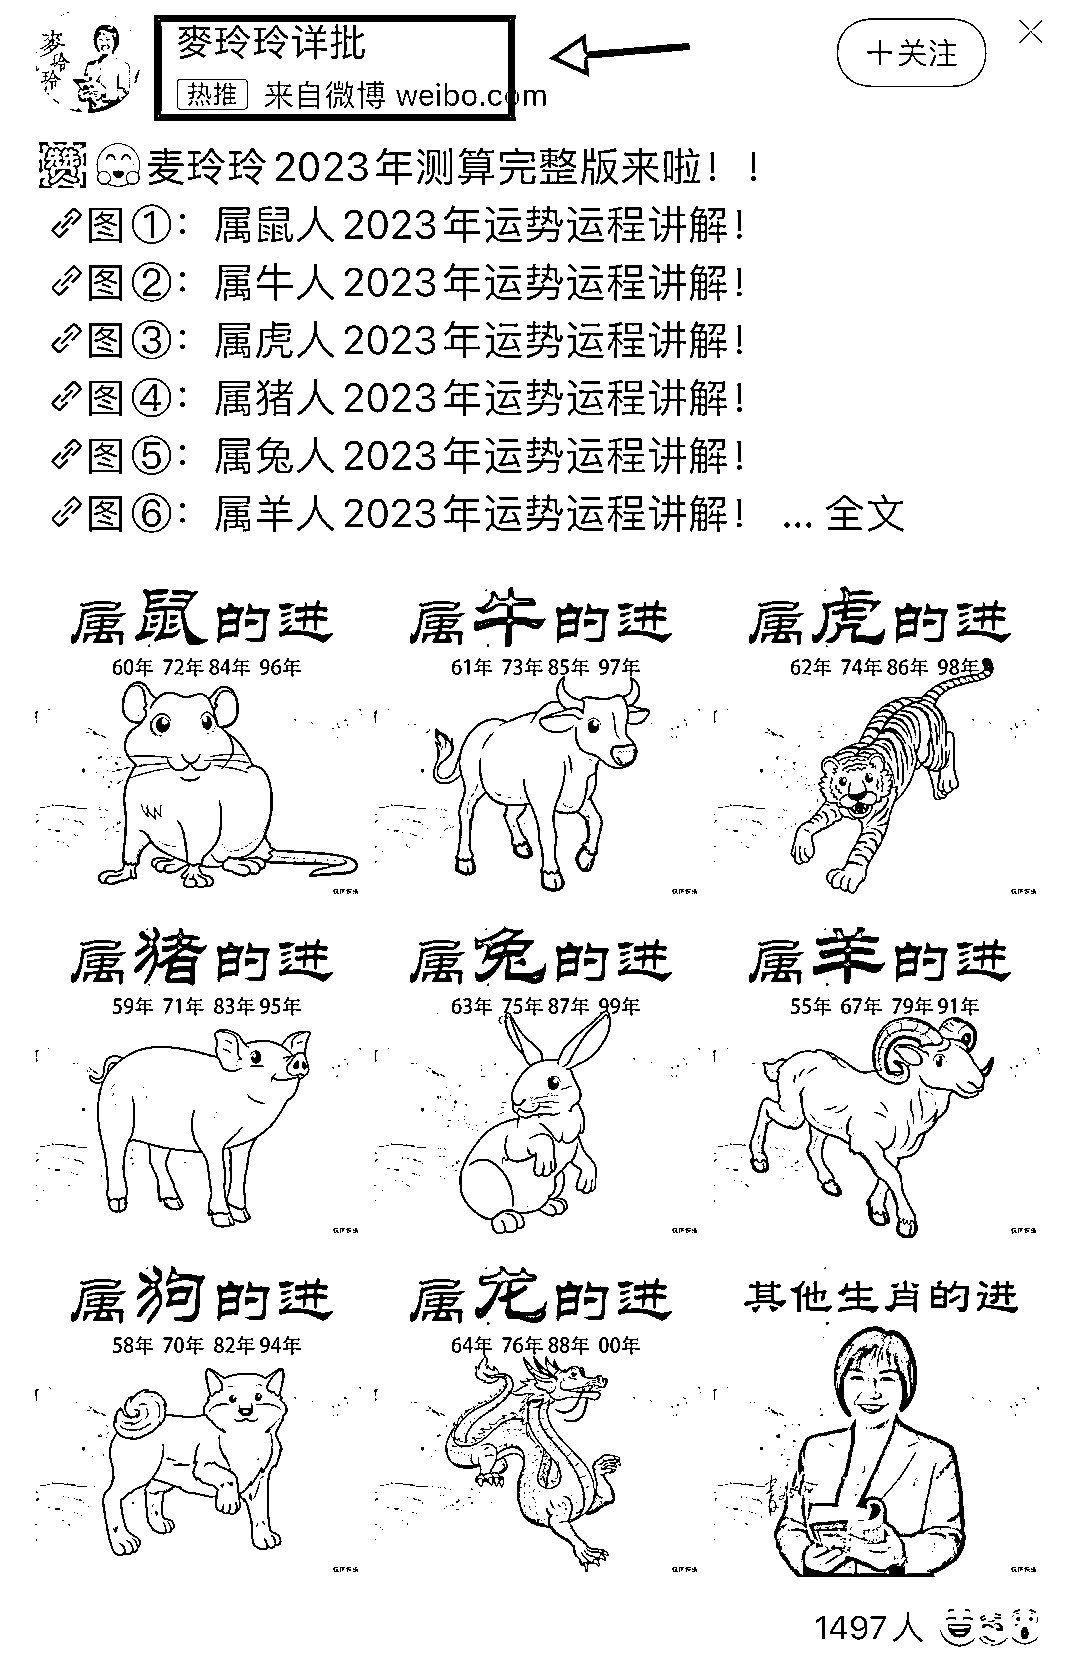 麥玲玲
麥玲玲详批
热推 来自微博 weibo.com
十关注
麦玲玲2023年测算完整版来啦！！
图①：属鼠人2023年运势运程讲解！
图②：属牛人2023年运势运程讲解！
图③：属虎人2023年运势运程讲解！
图④：属猪人2023年运势运程讲解！
图⑤：属兔人2023年运势运程讲解！
图⑥：属羊人2023年运势运程讲解！ ... 全文
属鼠的进
60年 72年 84年 96年
属牛的进
61年 73年 85年 97年
属虎的进
62年 74年 86年 98年
属猪的进
59年 71年 83年 95年
属兔的进
63年 75年 87年 99年
属羊的进
55年 67年 79年 91年
属狗的进
58年 70年 82年 94年
属龙的进
64年 76年 88年 00年
其他生肖的进
1497人